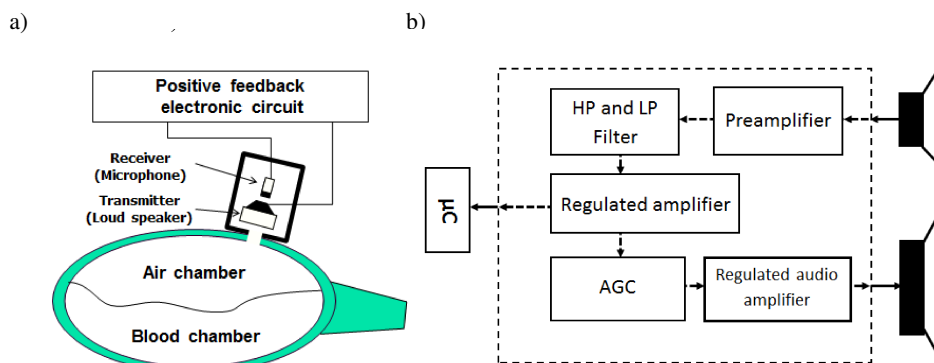 a)
b)
Positive feedback
electronic circuit
Receiver
(Microphone)
Transmitter
(Loud speaker)
Air chamber
Blood chamber
HP and LP
Filter
Preamplifier
μC
Regulated amplifier
AGC
Regulated audio
amplifier